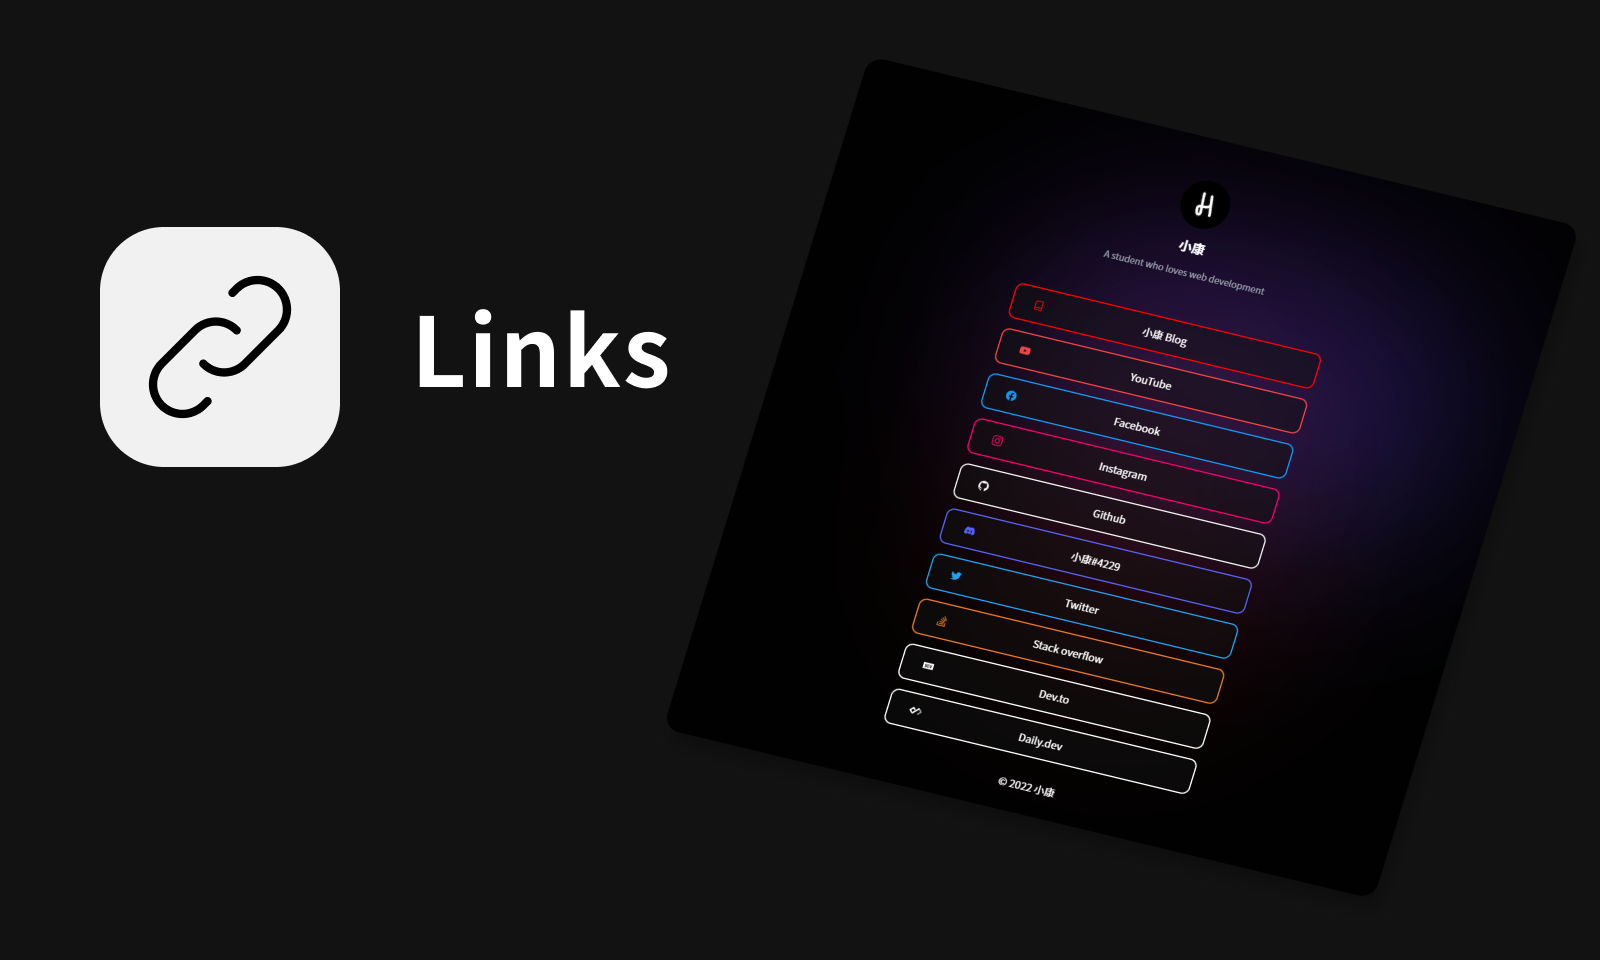 Links
小康
A student who loves web development
小康 Blog
YouTube
Facebook
Instagram
Github
小康#4229
Twitter
Stack overflow
Dev.to
Daily.dev
© 2022 小康